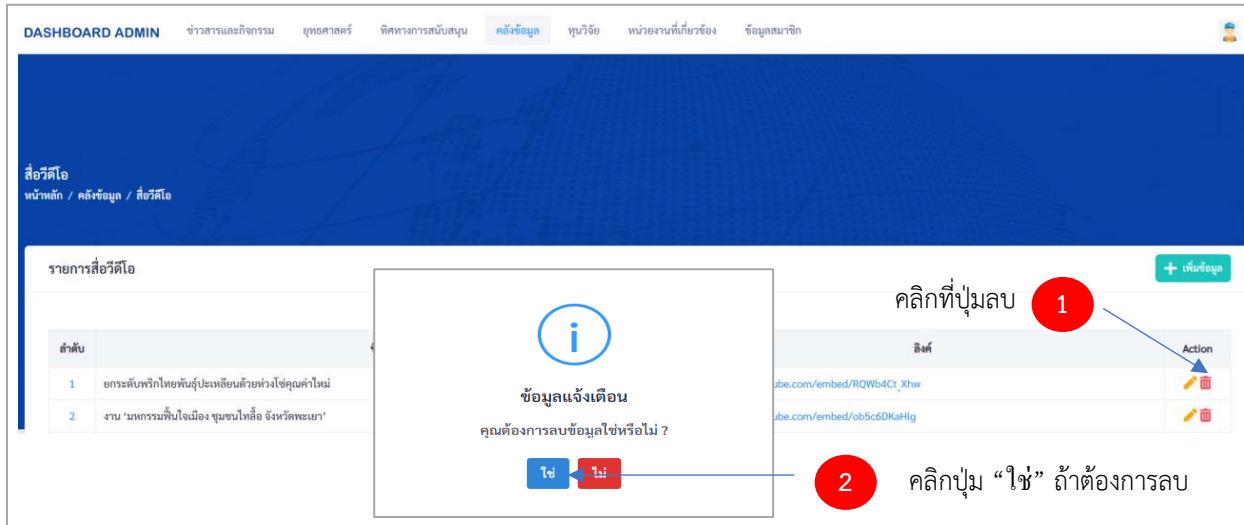 DASHBOARD ADMIN ข่าวสารและกิจกรรม ยุทธศาสตร์ ทิศทางการสนับสนุน คลังข้อมูล ทุนวิจัย หน่วยงานที่เกี่ยวข้อง ข้อมูลสมาชิก
สื่อวีดีโอ
หน้าหลัก / คลังข้อมูล / สื่อวีดีโอ
รายการสื่อวีดีโอ
+ เพิ่มข้อมูล
คลิกที่ปุ่มลบ 1
ลำดับ ลิงค์ Action
1 ยกระดับพริกไทยพันธุ์ปะเหลียนด้วยห่วงโซ่คุณค่าใหม่ ube.com/embed/RQWb4Ct_Xhw
2 งาน ‘มหกรรมฟื้นใจเมือง ชุมชนไทลื้อ จังหวัดพะเยา’ ube.com/embed/ob5c6DKaHlg
i
ข้อมูลแจ้งเตือน
คุณต้องการลบข้อมูลใช่หรือไม่ ?
ใช่ ไม่
2 คลิกปุ่ม “ใช่” ถ้าต้องการลบ